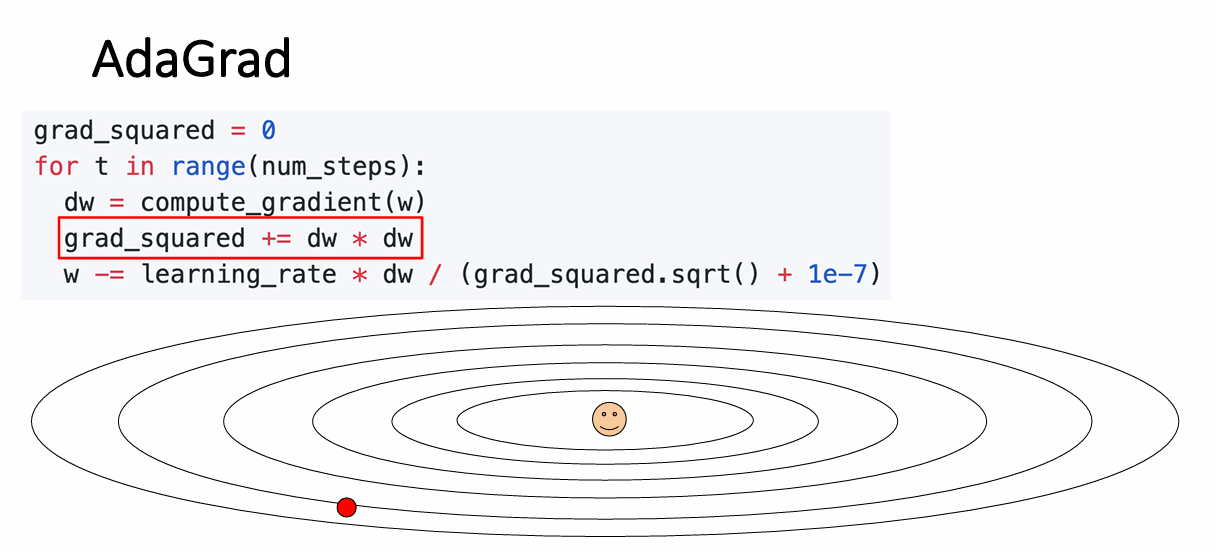 AdaGrad
grad_squared = 0
for t in range(num_steps):
  dw = compute_gradient(w)
  grad_squared += dw * dw
  w -= learning_rate * dw / (grad_squared.sqrt() + 1e-7)